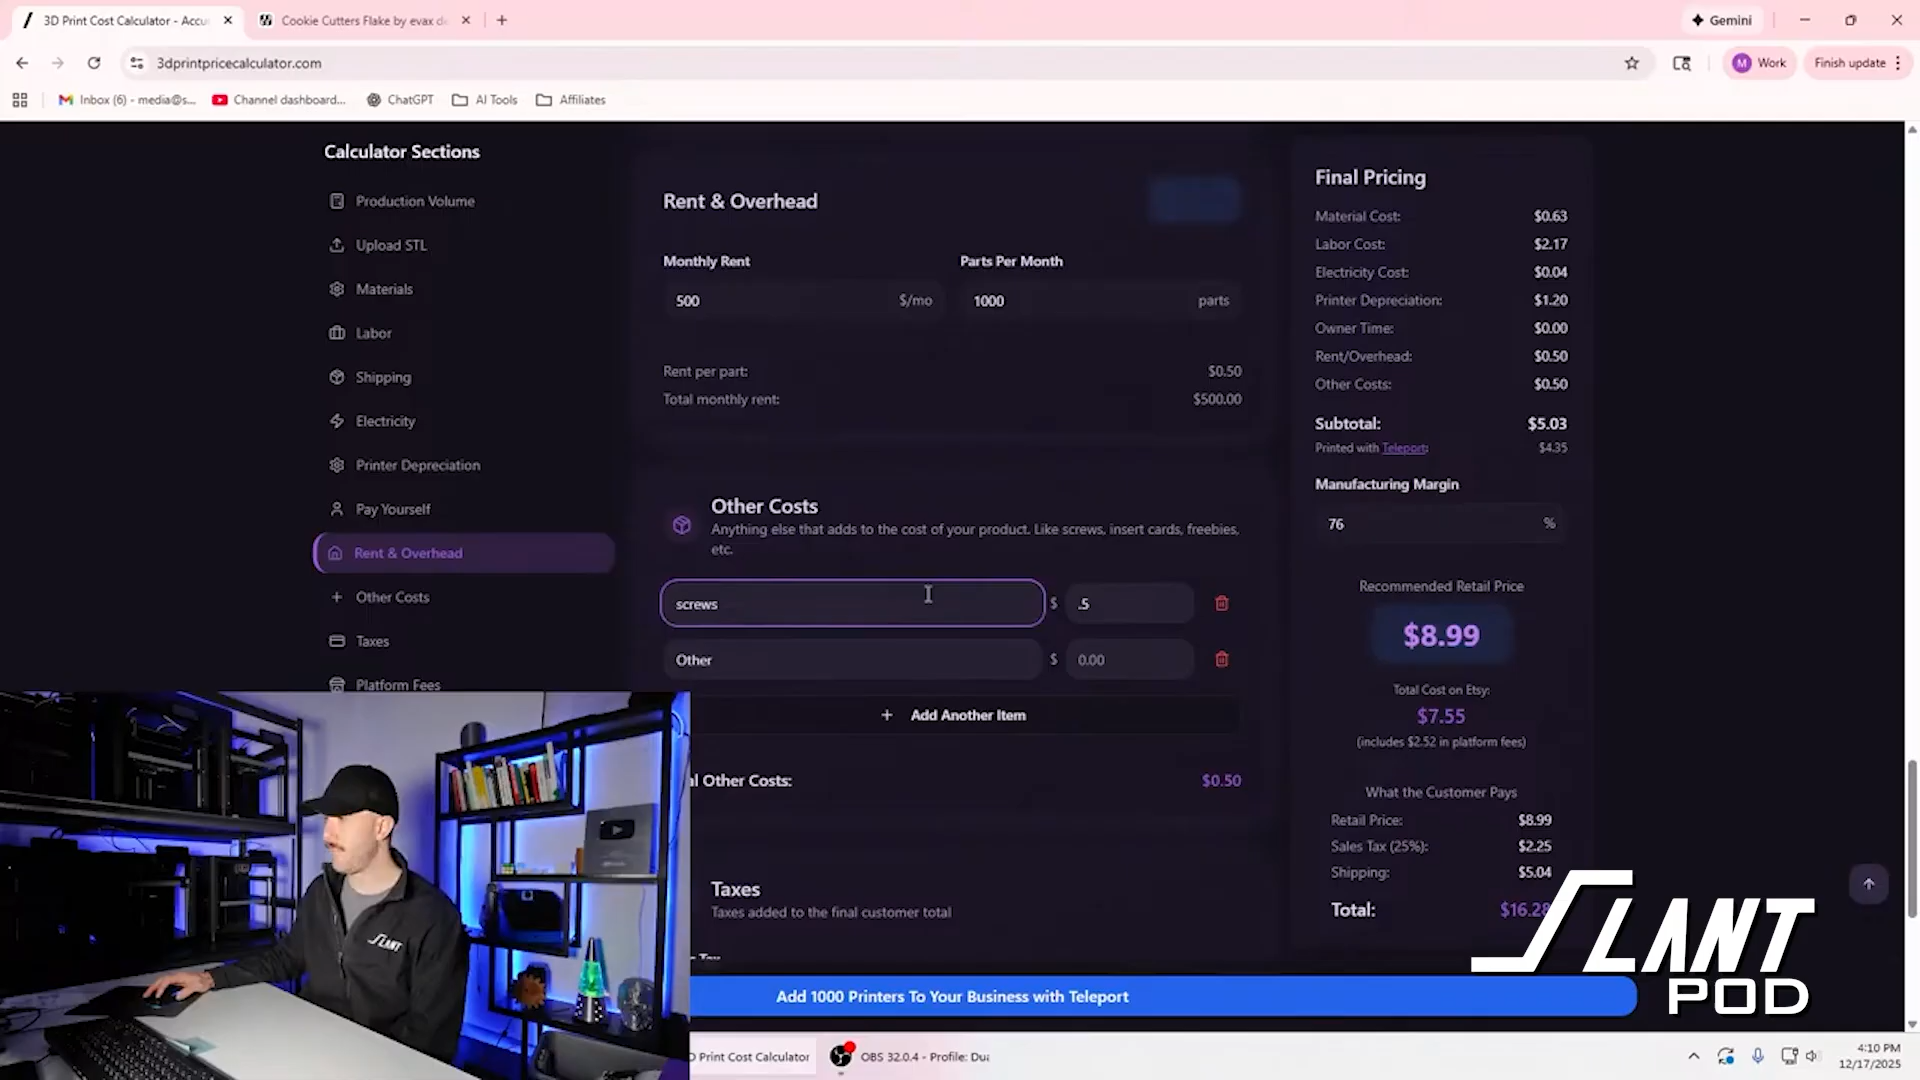 3D Print Cost Calculator - Accu
Cookie Cutters Flake by evax de
Gemini
3dprintpricecalculator.com
Work
Finish update
Inbox (6) - media@s...
Channel dashboard...
ChatGPT
AI Tools
Affiliates
Calculator Sections
Production Volume
Upload STL
Materials
Labor
Shipping
Electricity
Printer Depreciation
Pay Yourself
Rent & Overhead
Other Costs
Taxes
Platform Fees
Rent & Overhead
Monthly Rent
Parts Per Month
500 $/mo
1000 parts
Rent per part: $0.50
Total monthly rent: $500.00
Other Costs
Anything else that adds to the cost of your product. Like screws, insert cards, freebies,
etc.
screws $ .5
Other $ 0.00
+ Add Another Item
l Other Costs: $0.50
Taxes
Taxes added to the final customer total
Final Pricing
Material Cost: $0.63
Labor Cost: $2.17
Electricity Cost: $0.04
Printer Depreciation: $1.20
Owner Time: $0.00
Rent/Overhead: $0.50
Other Costs: $0.50
Subtotal: $5.03
Printed with Teleport: $4.35
Manufacturing Margin
76 %
Recommended Retail Price
$8.99
Total Cost on Etsy:
$7.55
(includes $2.52 in platform fees)
What the Customer Pays
Retail Price: $8.99
Sales Tax (25%): $2.25
Shipping: $5.04
Total: $16.28
Add 1000 Printers To Your Business with Teleport
SLANT
POD
SLANT
D Print Cost Calculator
OBS 32.0.4 - Profile: Dua
4:10 PM
12/17/2025